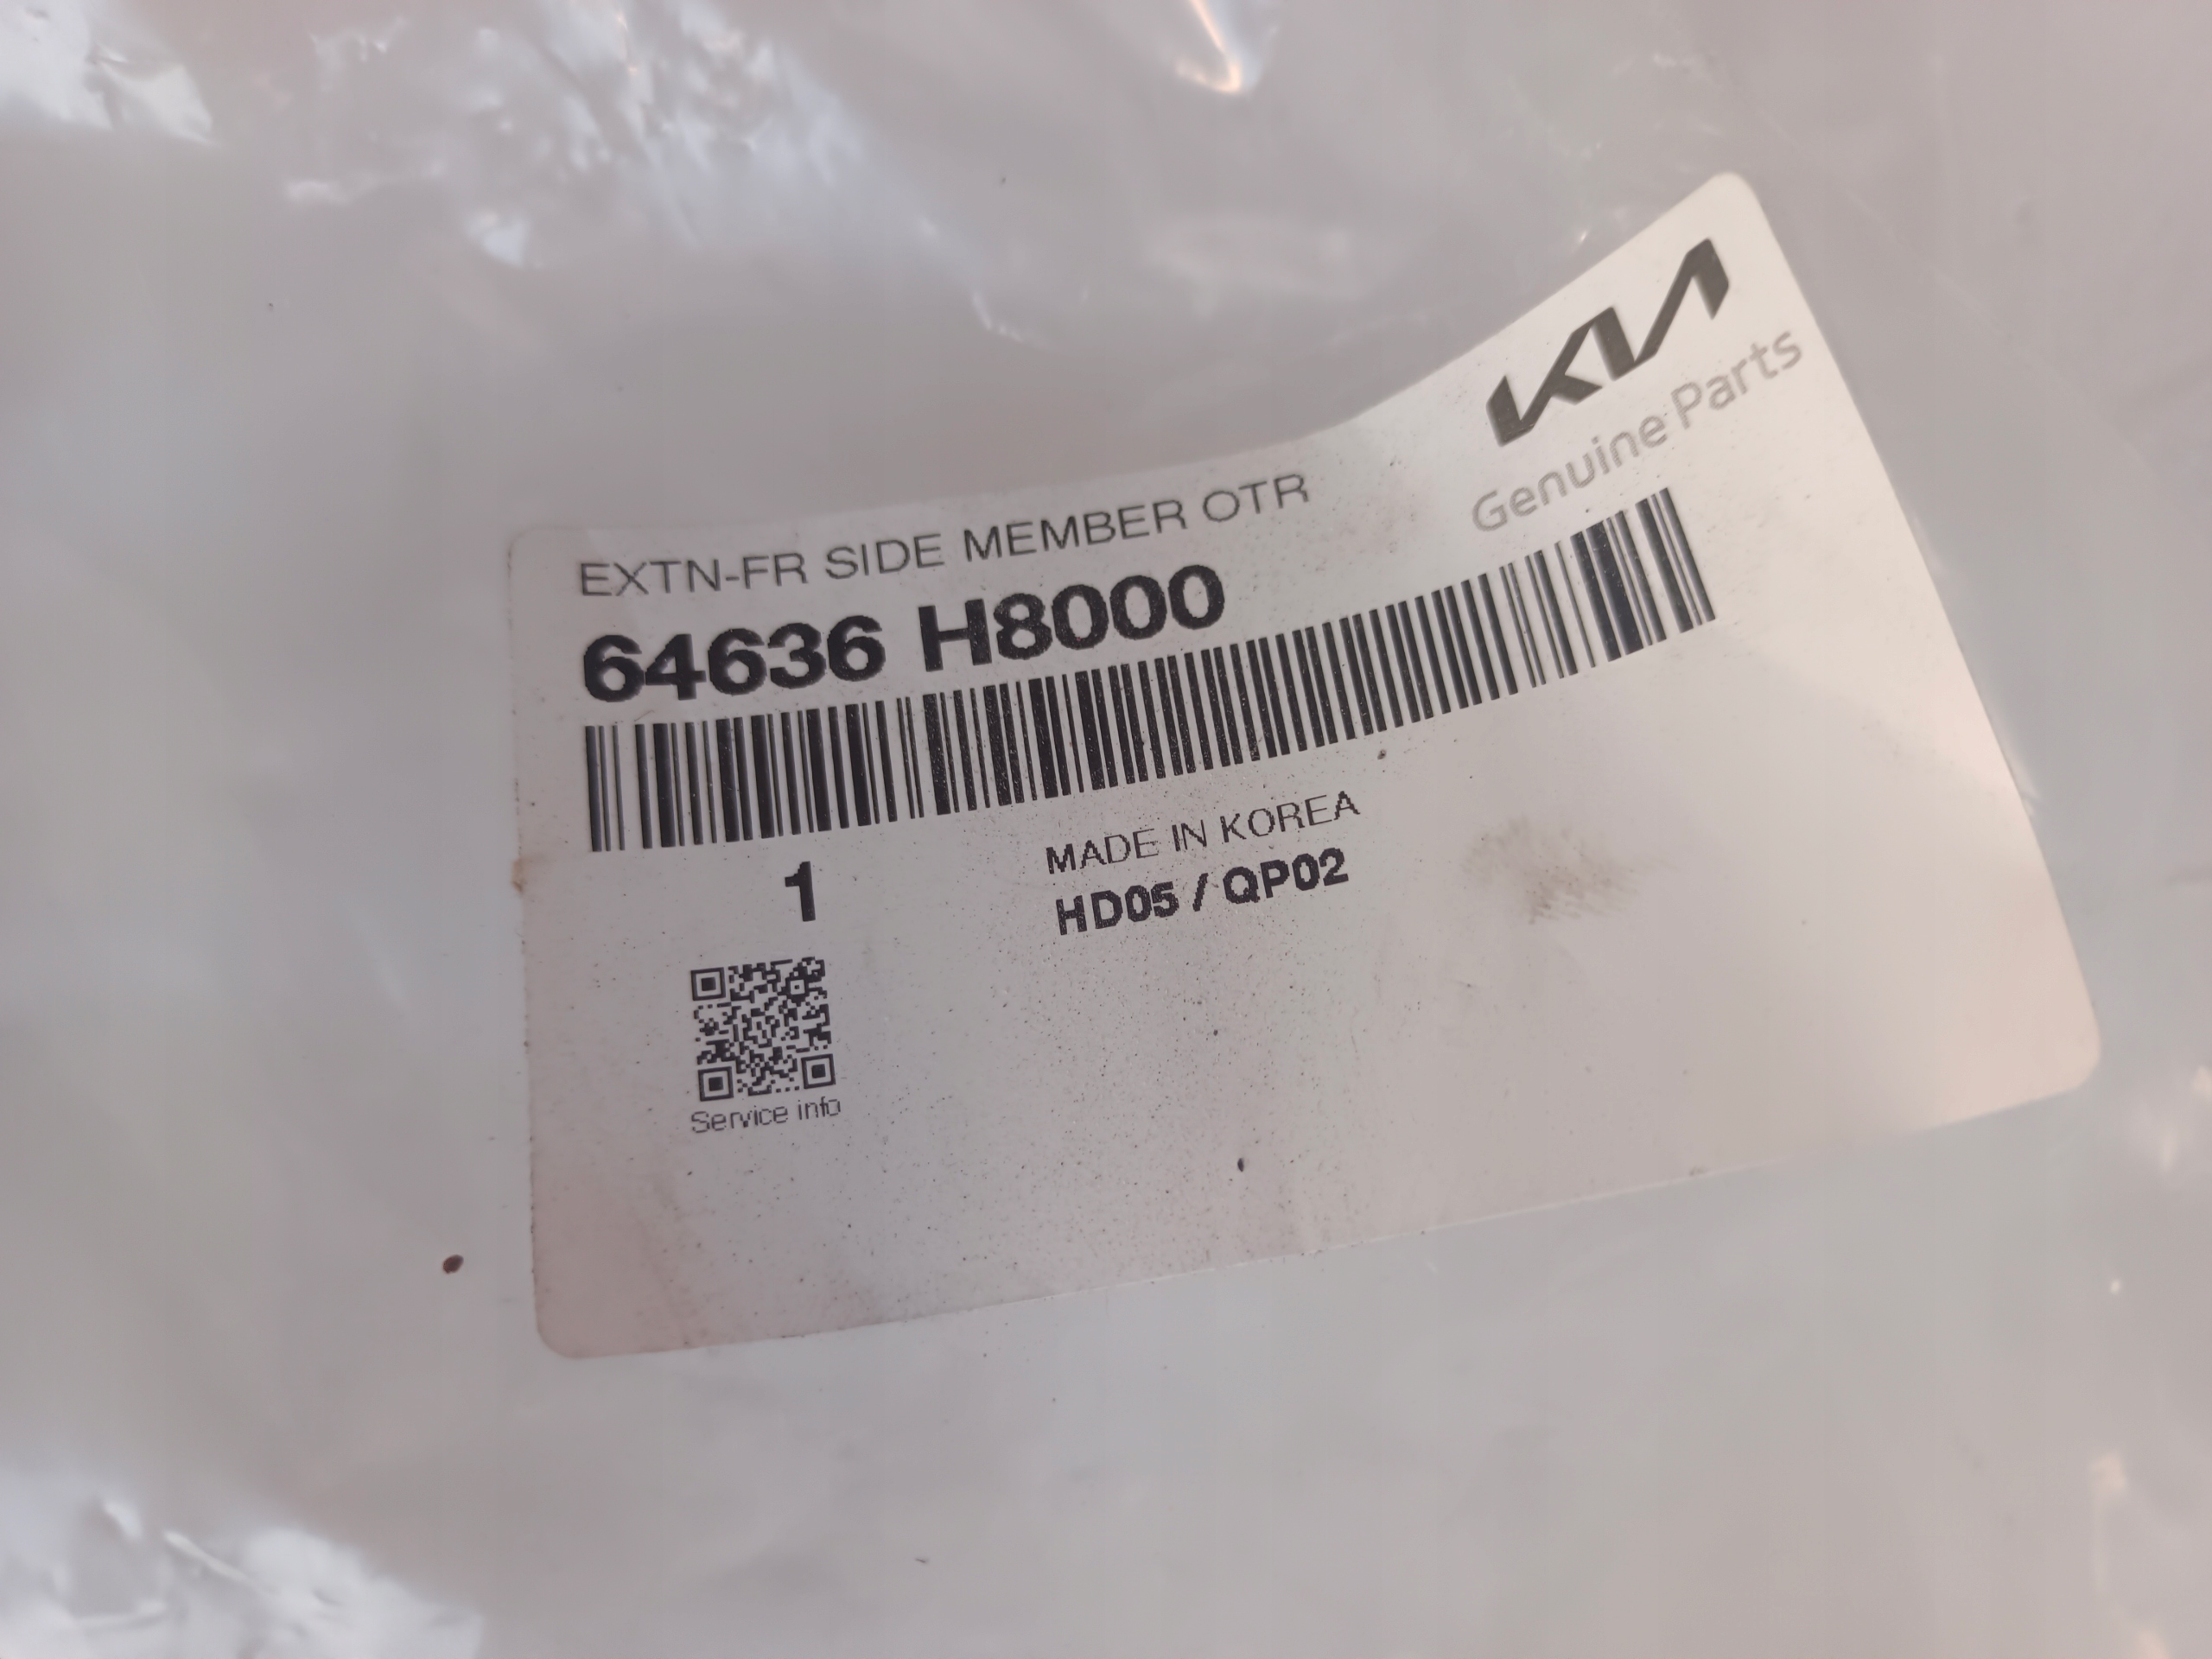 KIA
Genuine Parts
EXTN-FR SIDE MEMBER OTR
64636 H8000
1
MADE IN KOREA
HD05 / QP02
Service info